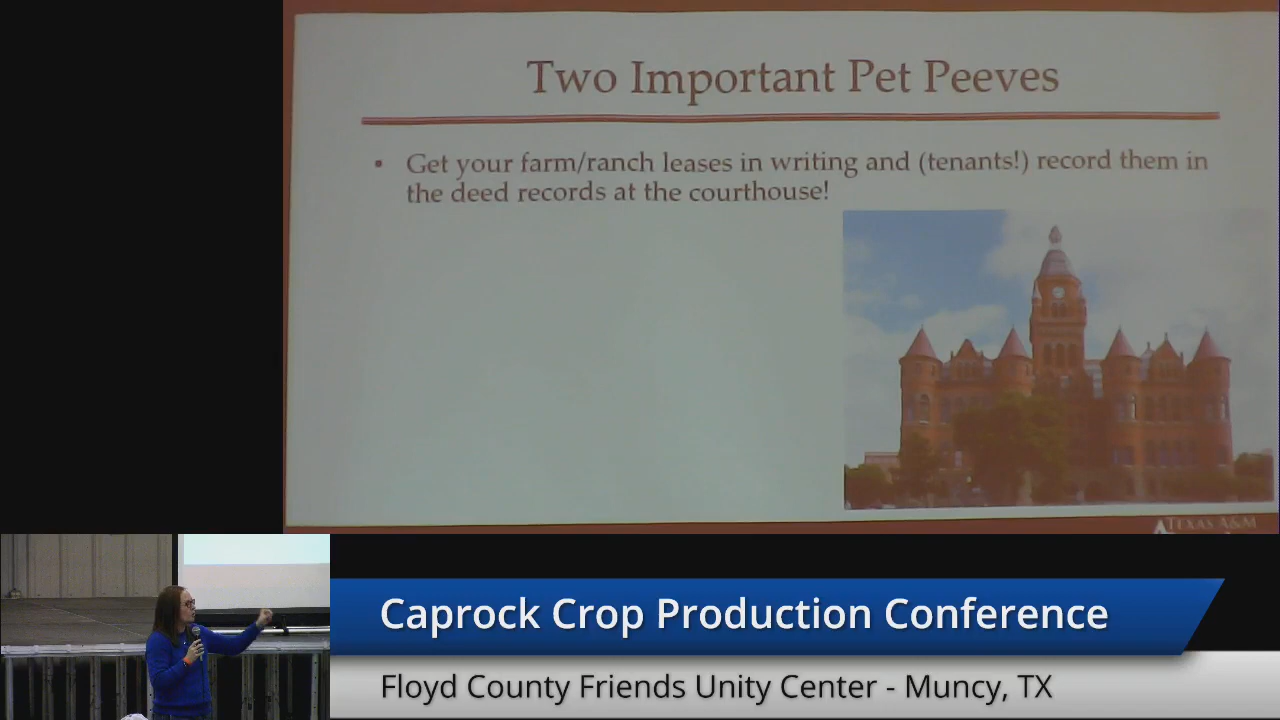 Two Important Pet Peeves
• Get your farm/ranch leases in writing and (tenants!) record them in
the deed records at the courthouse!
TEXAS A&M
Caprock Crop Production Conference
Floyd County Friends Unity Center - Muncy, TX